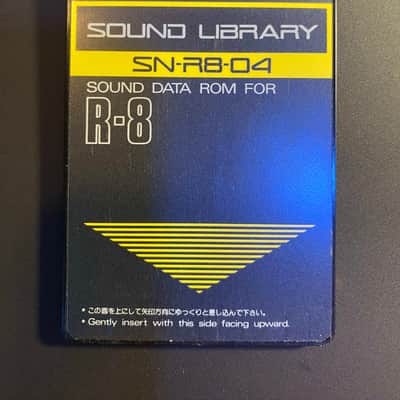 SOUND LIBRARY
SN-R8-04
SOUND DATA ROM FOR
R-8
• この面を上にして矢印方向にゆっくりと差し込んで下さい。
• Gently insert with this side facing upward.